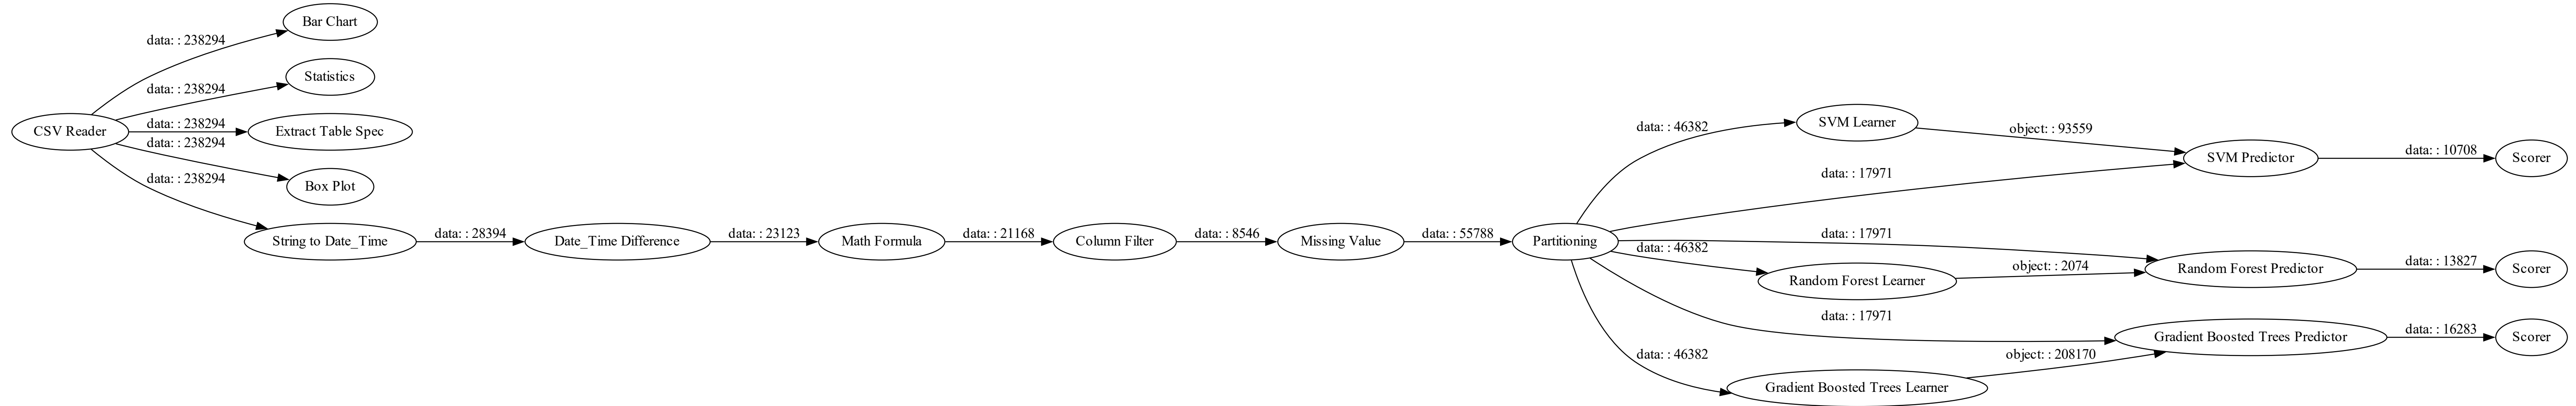 Bar Chart
data: : 238294
Statistics
data: : 238294
CSV Reader
data: : 238294
Extract Table Spec
data: : 238294
Box Plot
data: : 238294
String to Date_Time
data: : 28394
Date_Time Difference
data: : 23123
Math Formula
data: : 21168
Column Filter
data: : 8546
Missing Value
data: : 55788
Partitioning
data: : 46382
SVM Learner
object: : 93559
data: : 17971
SVM Predictor
data: : 10708
Scorer
data: : 17971
data: : 46382
Random Forest Learner
object: : 2074
Random Forest Predictor
data: : 13827
Scorer
data: : 17971
Gradient Boosted Trees Predictor
data: : 16283
Scorer
data: : 46382
Gradient Boosted Trees Learner
object: : 208170